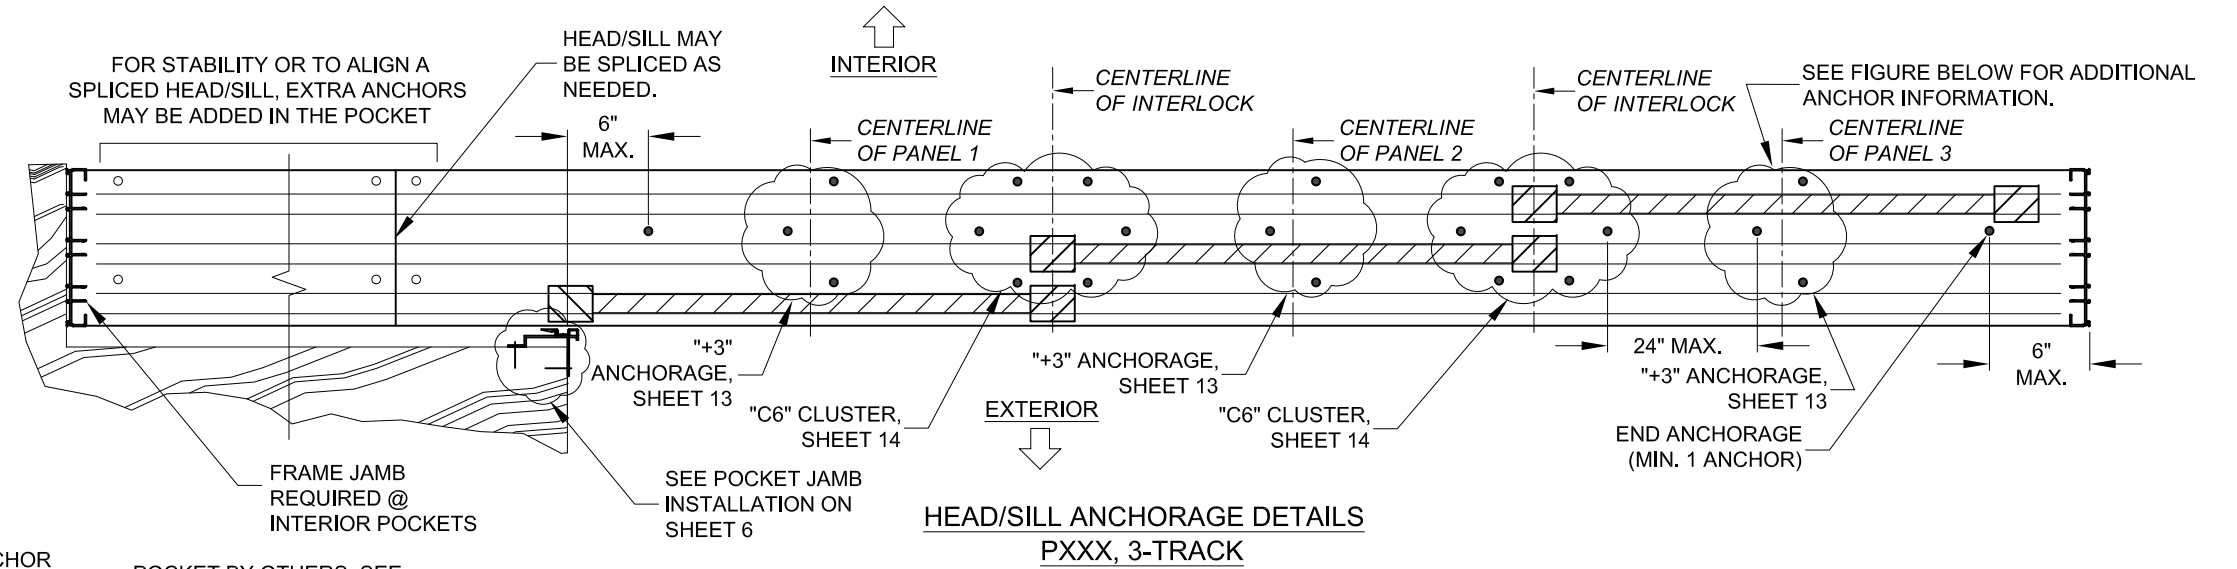 FOR STABILITY OR TO ALIGN A
SPLICED HEAD/SILL, EXTRA ANCHORS
MAY BE ADDED IN THE POCKET
HEAD/SILL MAY
BE SPLICED AS
NEEDED.
6"
MAX.
INTERIOR
CENTERLINE
OF PANEL 1
CENTERLINE
OF INTERLOCK
CENTERLINE
OF PANEL 2
CENTERLINE
OF INTERLOCK
SEE FIGURE BELOW FOR ADDITIONAL
ANCHOR INFORMATION.
CENTERLINE
OF PANEL 3
"+3"
ANCHORAGE,
SHEET 13
"C6" CLUSTER,
SHEET 14
"+3" ANCHORAGE,
SHEET 13
EXTERIOR
"C6" CLUSTER,
SHEET 14
24" MAX.
"+3" ANCHORAGE,
SHEET 13
6"
MAX.
END ANCHORAGE
(MIN. 1 ANCHOR)
FRAME JAMB
REQUIRED @
INTERIOR POCKETS
SEE POCKET JAMB
INSTALLATION ON
SHEET 6
HEAD/SILL ANCHORAGE DETAILS
PXXX, 3-TRACK
CHOR
POCKET BY OTHERS, SEE